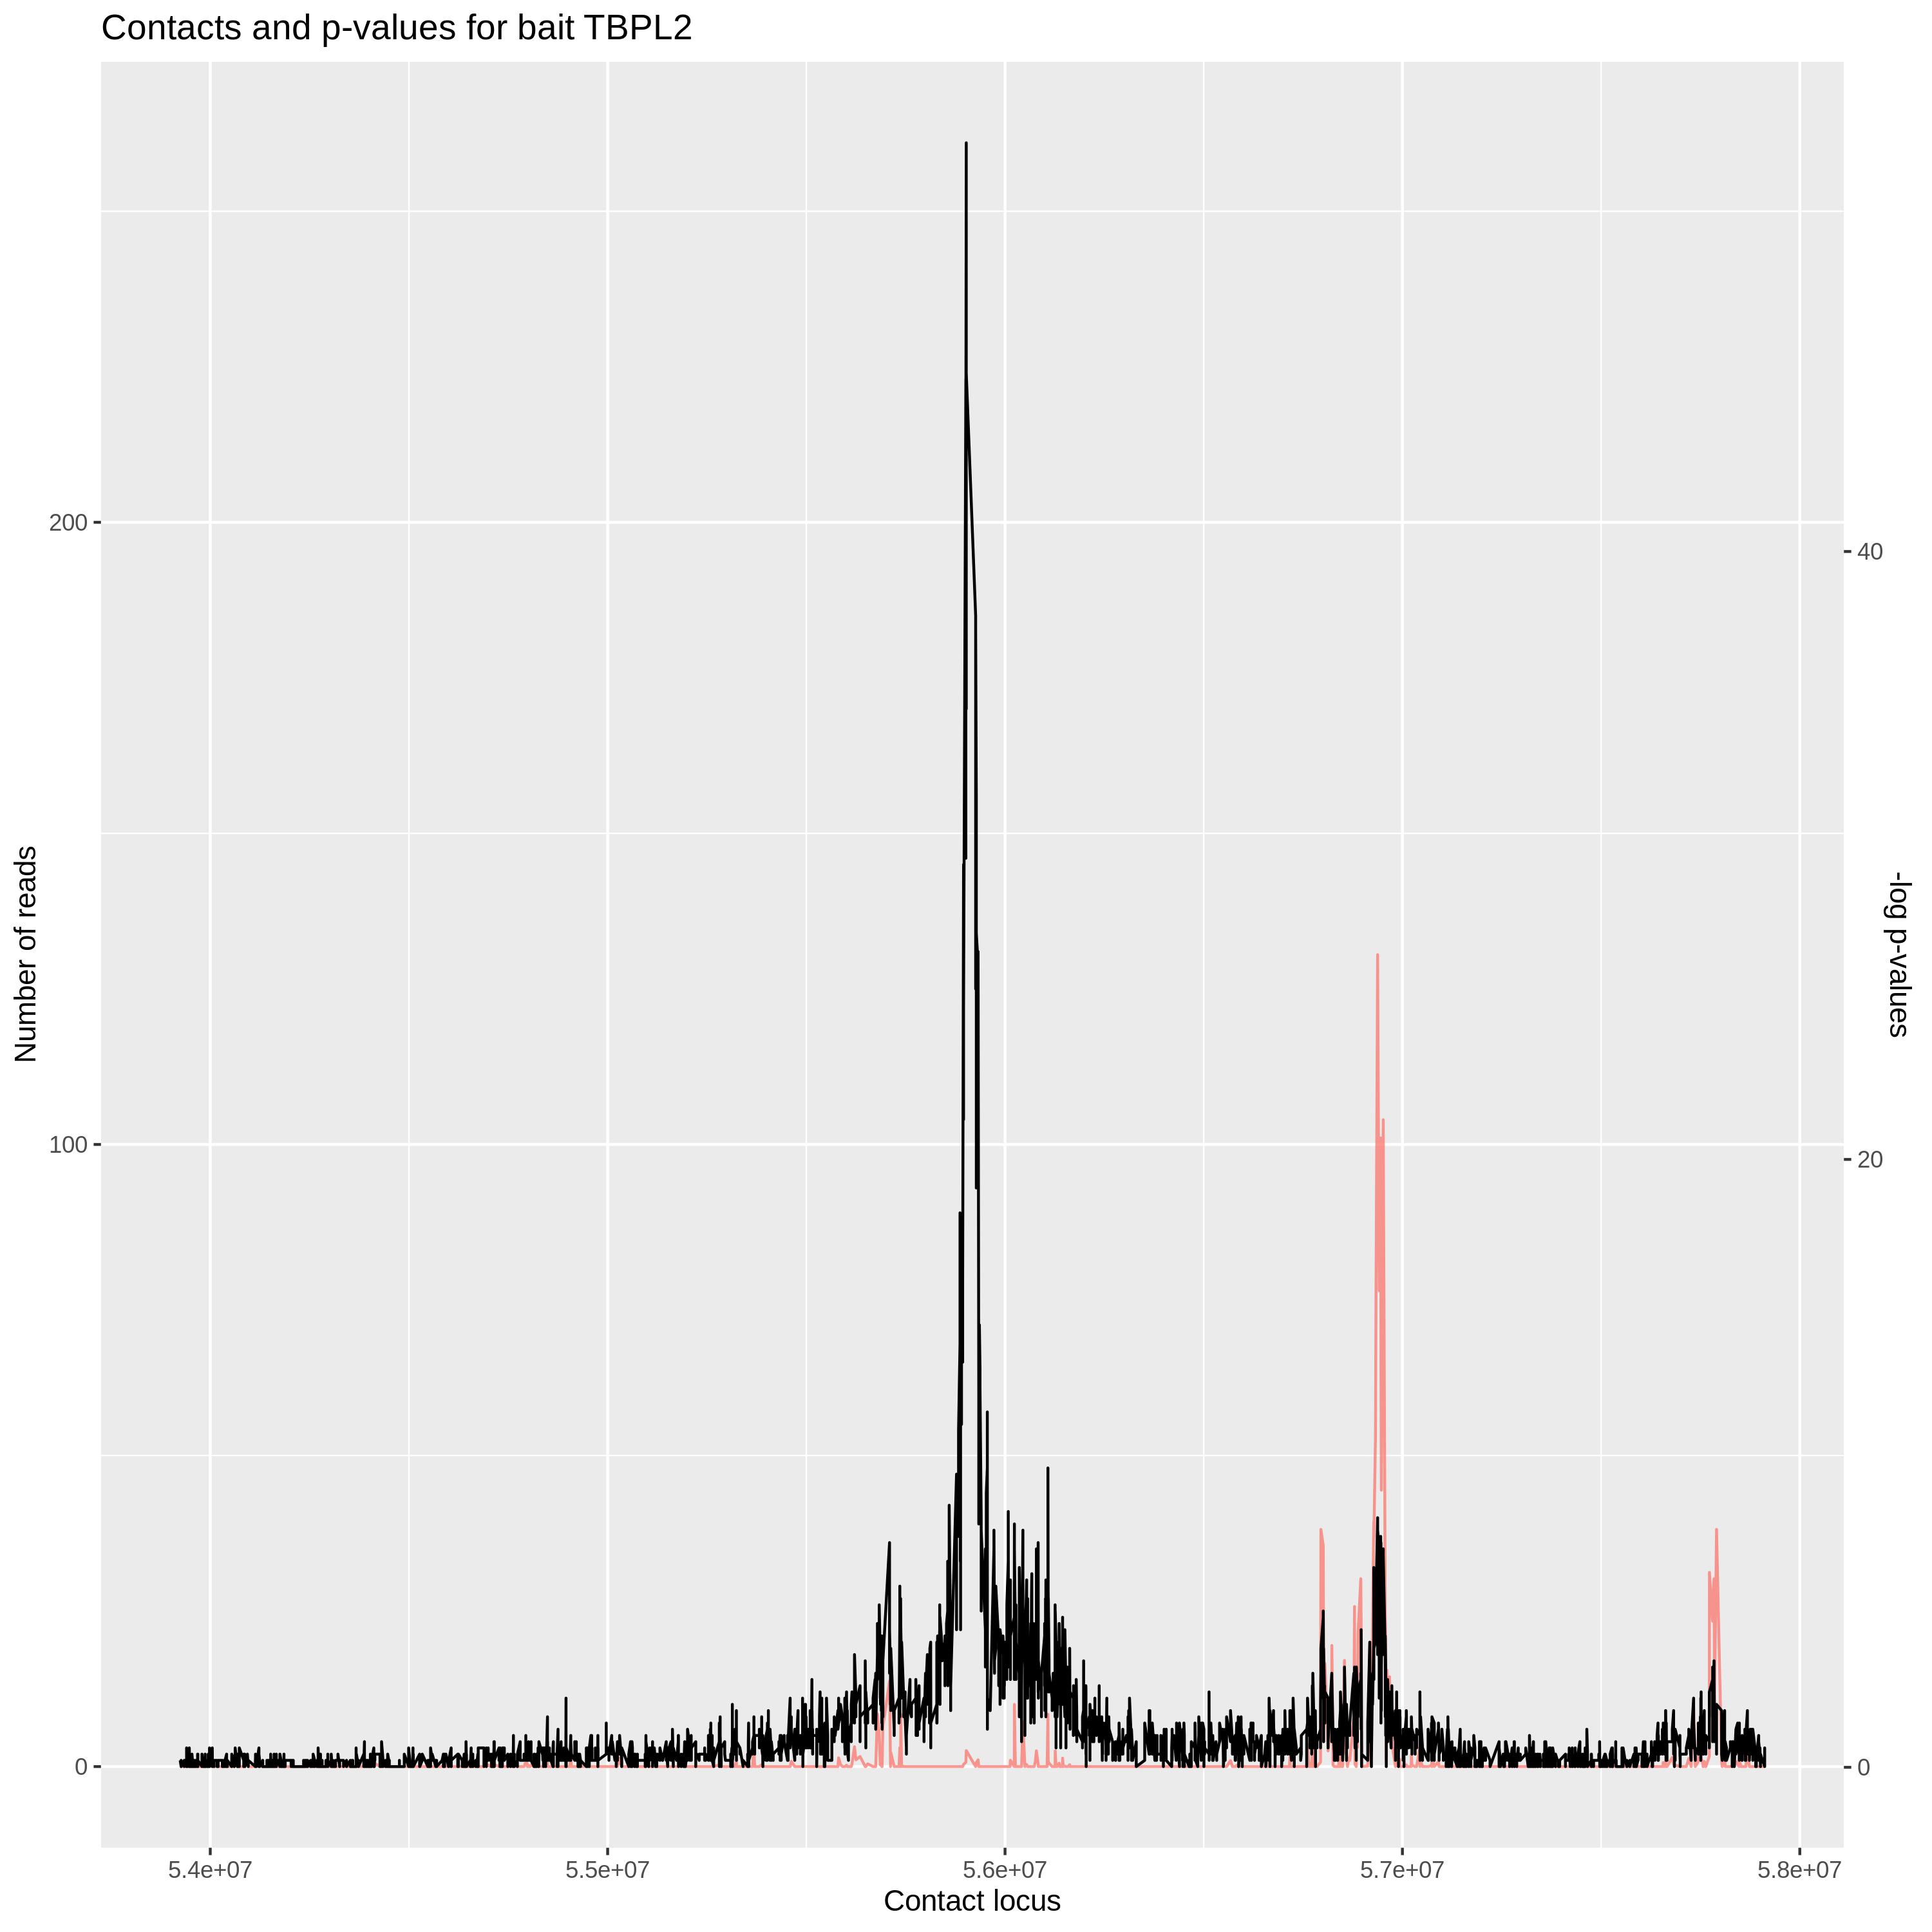 Contacts and p-values for bait TBPL2
Number of reads
200
100
0
40
20
0
-log p-values
5.4e+07
5.5e+07
5.6e+07
5.7e+07
5.8e+07
Contact locus